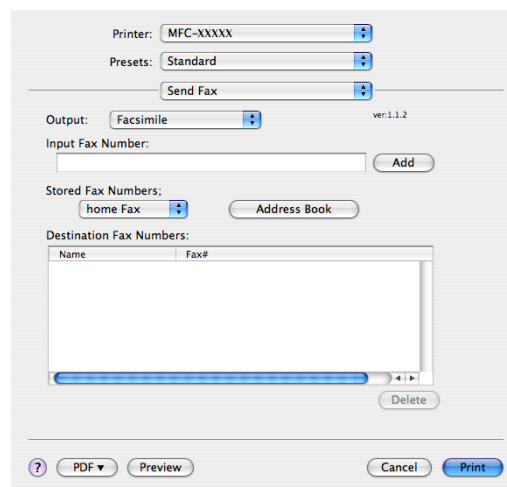 Printer: MFC-XXXXX
Presets: Standard
Send Fax
Output: Facsimile ver:1.1.2
Input Fax Number:
Add
Stored Fax Numbers;
home Fax Address Book
Destination Fax Numbers:
Name Fax#
Delete
? PDF▼ Preview Cancel Print